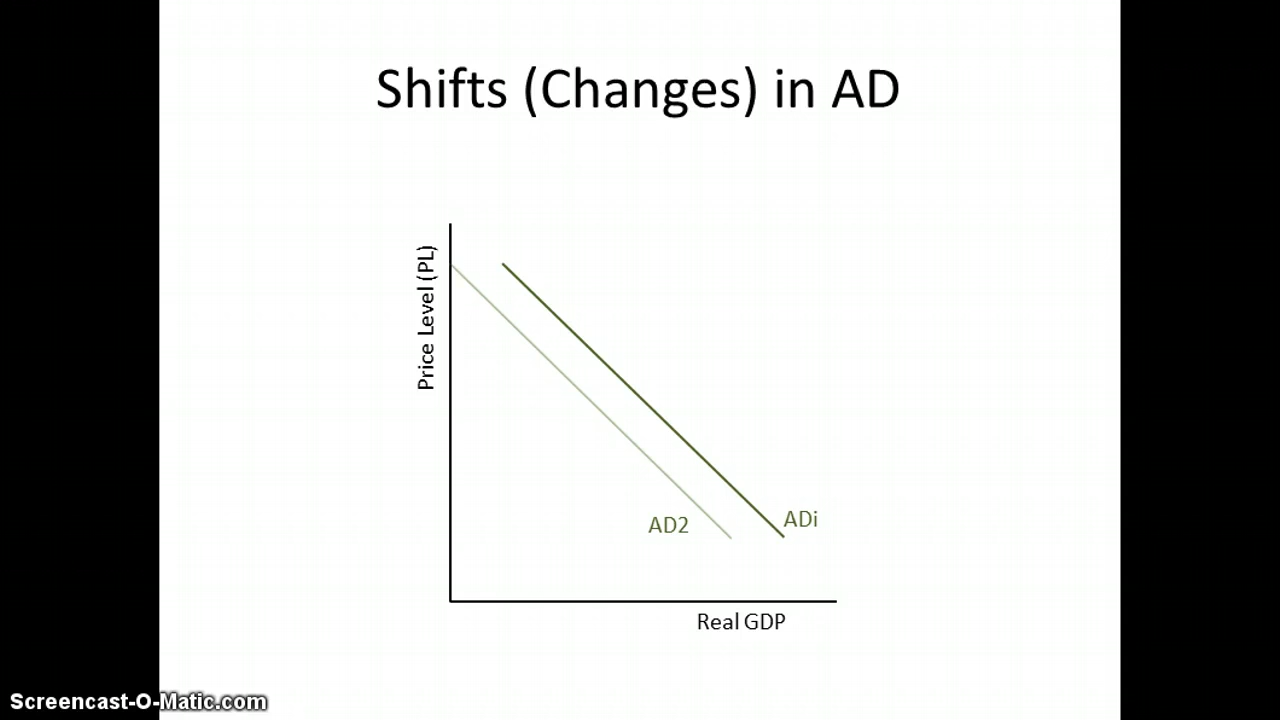 Shifts (Changes) in AD
Price Level (PL)
AD2
ADi
Real GDP
Screencast-O-Matic.com